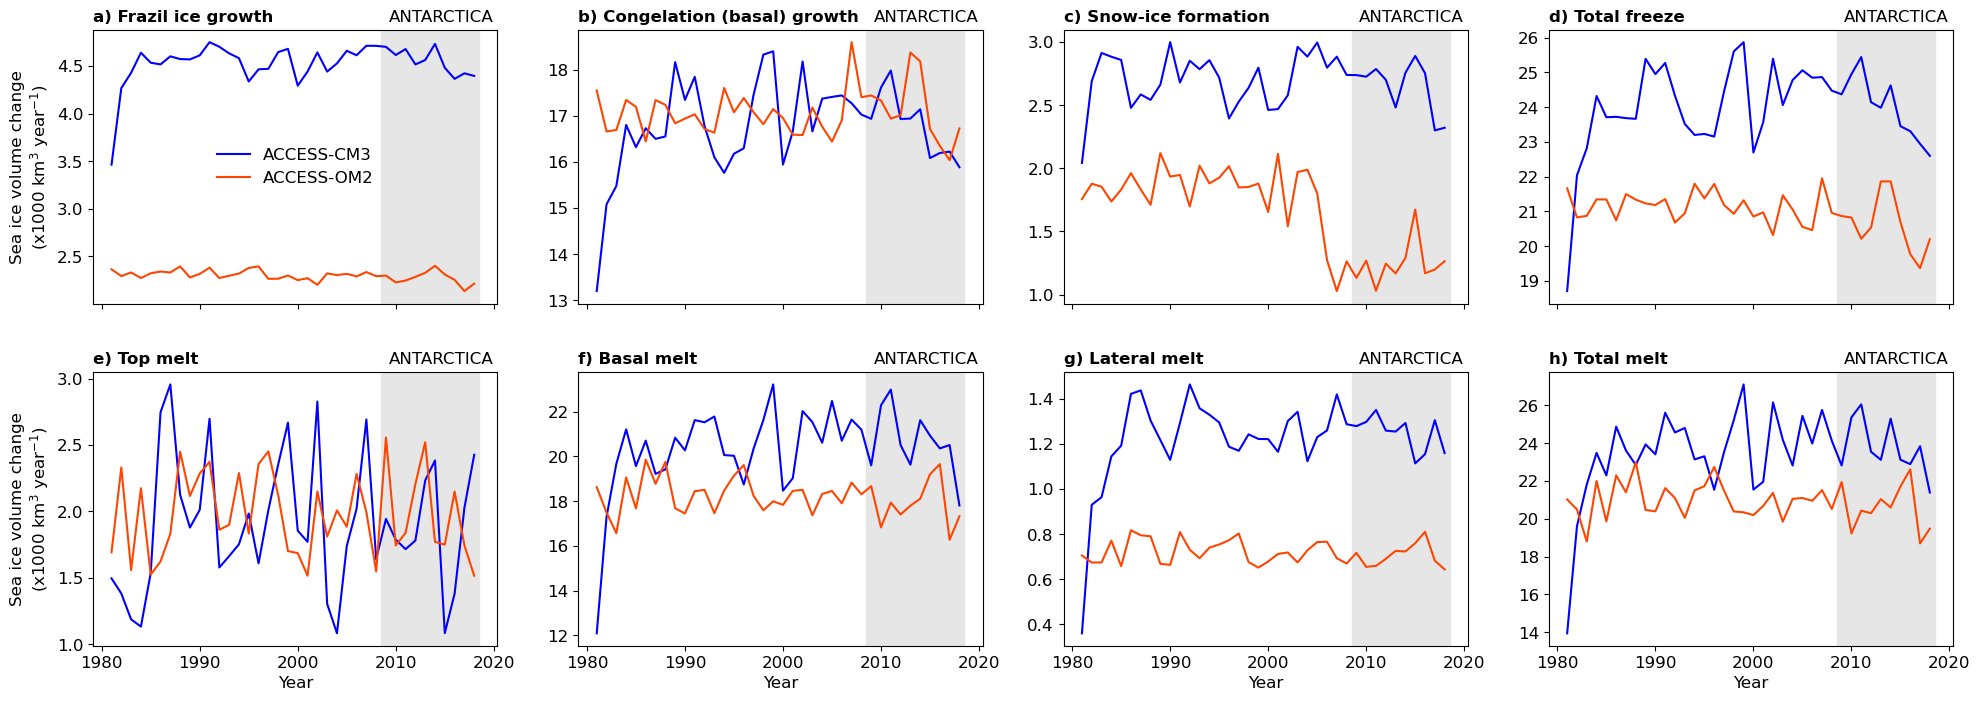 a) Frazil ice growth ANTARCTICA
b) Congelation (basal) growth ANTARCTICA
c) Snow-ice formation ANTARCTICA
d) Total freeze ANTARCTICA
Sea ice volume change
(x1000 km³ year⁻¹)
4.5
4.0
3.5
3.0
2.5
ACCESS-CM3
ACCESS-OM2
18
17
16
15
14
13
3.0
2.5
2.0
1.5
1.0
26
25
24
23
22
21
20
19
e) Top melt ANTARCTICA
f) Basal melt ANTARCTICA
g) Lateral melt ANTARCTICA
h) Total melt ANTARCTICA
Sea ice volume change
(x1000 km³ year⁻¹)
3.0
2.5
2.0
1.5
1.0
1980 1990 2000 2010 2020
Year
22
20
18
16
14
12
1980 1990 2000 2010 2020
Year
1.4
1.2
1.0
0.8
0.6
0.4
1980 1990 2000 2010 2020
Year
26
24
22
20
18
16
14
1980 1990 2000 2010 2020
Year